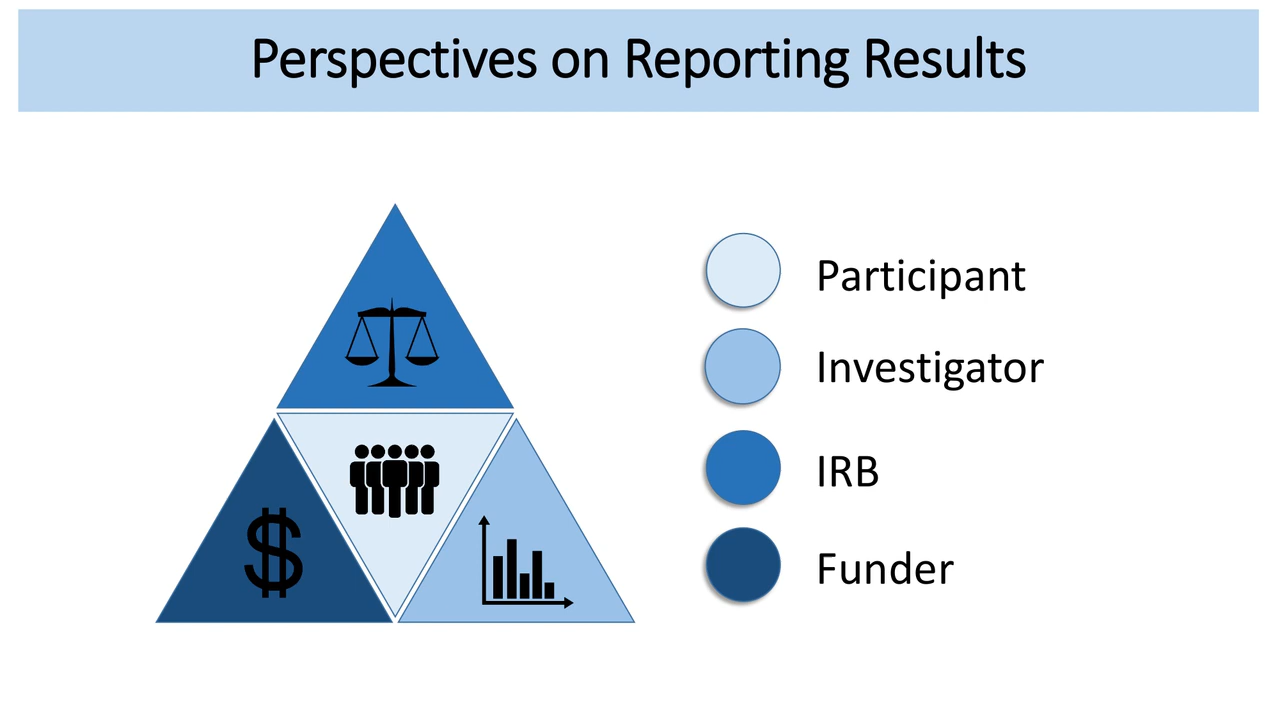 Perspectives on Reporting Results
Participant
Investigator
IRB
$
Funder